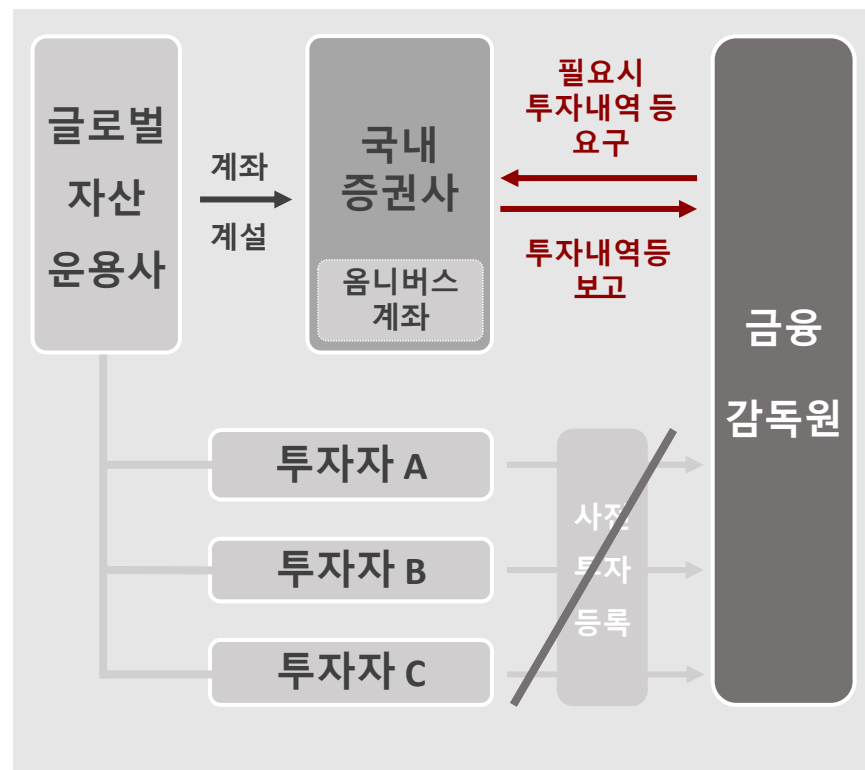 글로벌
자산
운용사
계좌
계설
국내
증권사
옴니버스
계좌
필요시
투자내역 등
요구
투자내역등
보고
금융
감독원
투자자 A
투자자 B
투자자 C
사전
투자
등록